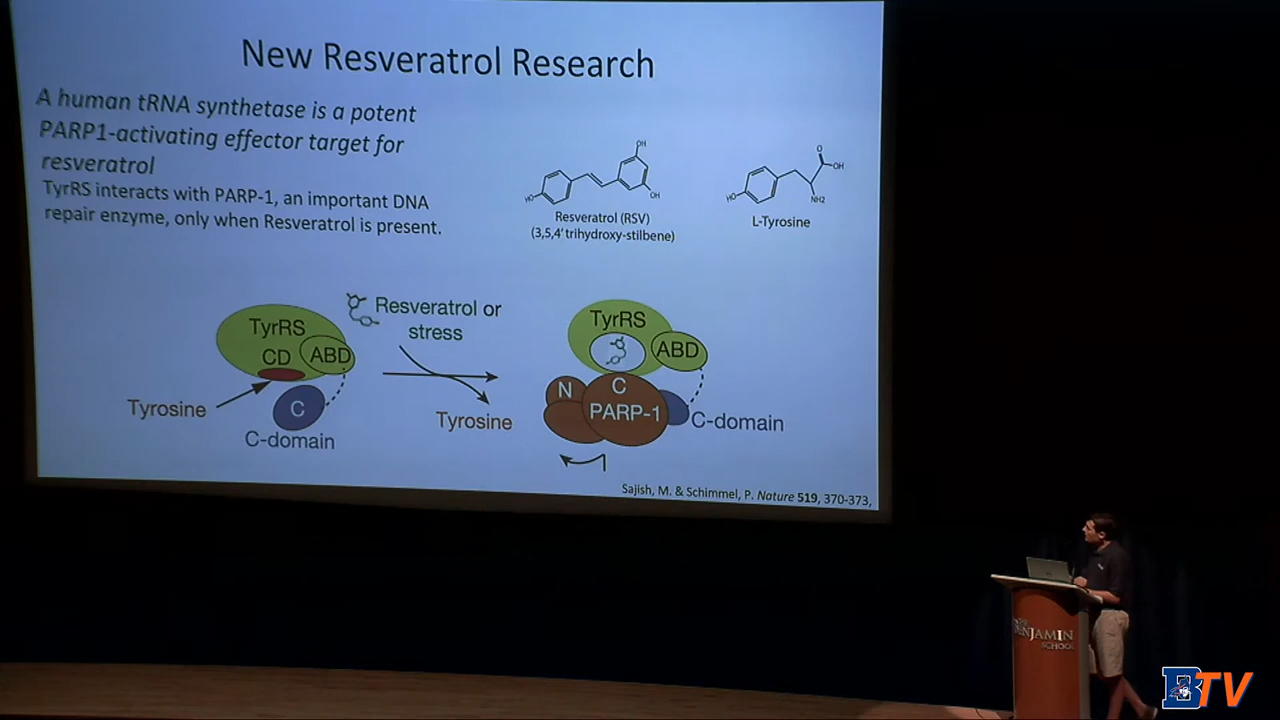 New Resveratrol Research
A human tRNA synthetase is a potent
PARP1-activating effector target for
resveratrol
TyrRS interacts with PARP-1, an important DNA
repair enzyme, only when Resveratrol is present.
OH
HO
OH
Resveratrol (RSV)
(3,5,4' trihydroxy-stilbene)
O
OH
HO
NH2
L-Tyrosine
TyrRS
CD
ABD
Tyrosine
C
C-domain
Resveratrol or
stress
Tyrosine
TyrRS
ABD
N
C
PARP-1
C-domain
Sajish, M. & Schimmel, P. Nature 519, 370-373,
BENJAMIN
SCHOOL
B TV